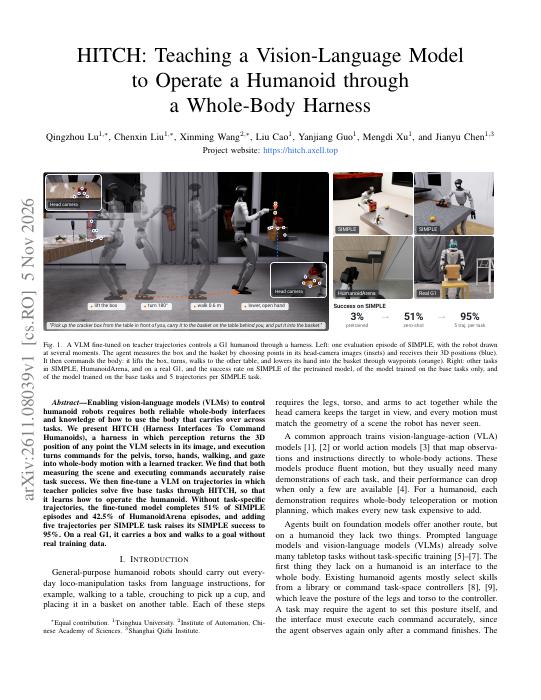 HITCH: Teaching a Vision-Language Model
to Operate a Humanoid through
a Whole-Body Harness
Qingzhou Lu1,*, Chenxin Liu1,*, Xinming Wang2,*, Liu Cao1, Yanjiang Guo1, Mengdi Xu1, and Jianyu Chen1,3
Project website: https://hitch.axell.top
arXiv:2611.08039v1 [cs.RO] 5 Nov 2026
Head camera
Head camera
lift the box
turn 180°
walk 0.6 m
lower, open hand
"Pick up the cracker box from the table in front of you, carry it to the basket on the table behind you, and put it into the basket"
SIMPLE
SIMPLE
HumanoidArena
Real G1
Success on SIMPLE
3% → 51% → 95%
pretrained zero-shot 5 traj. per task
Fig. 1. A VLM fine-tuned on teacher trajectories controls a G1 humanoid through a harness. Left: one evaluation episode of SIMPLE, with the robot drawn
at several moments. The agent measures the box and the basket by choosing points in its head-camera images (insets) and receives their 3D positions (blue).
It then commands the body: it lifts the box, turns, walks to the other table, and lowers its hand into the basket through waypoints (orange). Right: other tasks
in SIMPLE, HumanoidArena, and on a real G1, and the success rate on SIMPLE of the pretrained model, of the model trained on the base tasks only, and
of the model trained on the base tasks and 5 trajectories per SIMPLE task.
Abstract—Enabling vision-language models (VLMs) to control
humanoid robots requires both reliable whole-body interfaces
and knowledge of how to use the body that carries over across
tasks. We present HITCH (Harness Interfaces To Command
Humanoids), a harness in which perception returns the 3D
position of any point the VLM selects in its image, and execution
turns commands for the pelvis, torso, hands, walking, and
gaze into whole-body motion with a learned tracker. We find that both
measuring the scene and executing commands accurately raise
task success. We then fine-tune a VLM on trajectories in which
teacher policies solve five base tasks through HITCH, so that
it learns how to operate the humanoid. Without task-specific
trajectories, the fine-tuned model completes 51% of SIMPLE
episodes and 42.5% of HumanoidArena episodes, and adding
five trajectories per SIMPLE task raises its SIMPLE success to
95%. On a real G1, it carries a box and walks to a goal without
real training data.
I. INTRODUCTION
General-purpose humanoid robots should carry out every-
day loco-manipulation tasks from language instructions, for
example, walking to a table, crouching to pick up a cup, and
placing it in a basket on another table. Each of these steps
*Equal contribution. 1Tsinghua University. 2Institute of Automation, Chi-
nese Academy of Sciences. 3Shanghai Qizhi Institute.
requires the legs, torso, and arms to act together while the
head camera keeps the target in view, and every motion must
match the geometry of a scene the robot has never seen.
A common approach trains vision-language-action (VLA)
models [1], [2] or world action models [3] that map observa-
tions and instructions directly to whole-body actions. These
models produce fluent motion, but they usually need many
demonstrations of each task, and their performance can drop
when only a few are available [4]. For a humanoid, each
demonstration requires whole-body teleoperation or motion
planning, which makes every new task expensive to add.
Agents built on foundation models offer another route, but
on a humanoid they lack two things. Prompted language
models and vision-language models (VLMs) already solve
many tabletop tasks without task-specific training [5]–[7]. The
first thing they lack on a humanoid is an interface to the
whole body. Existing humanoid agents mostly select skills
from a library or command task-space controllers [8], [9],
which leave the posture of the legs and torso to the controller.
A task may require the agent to set this posture itself, and
the interface must execute each command accurately, since
the agent observes again only after a command finishes. The